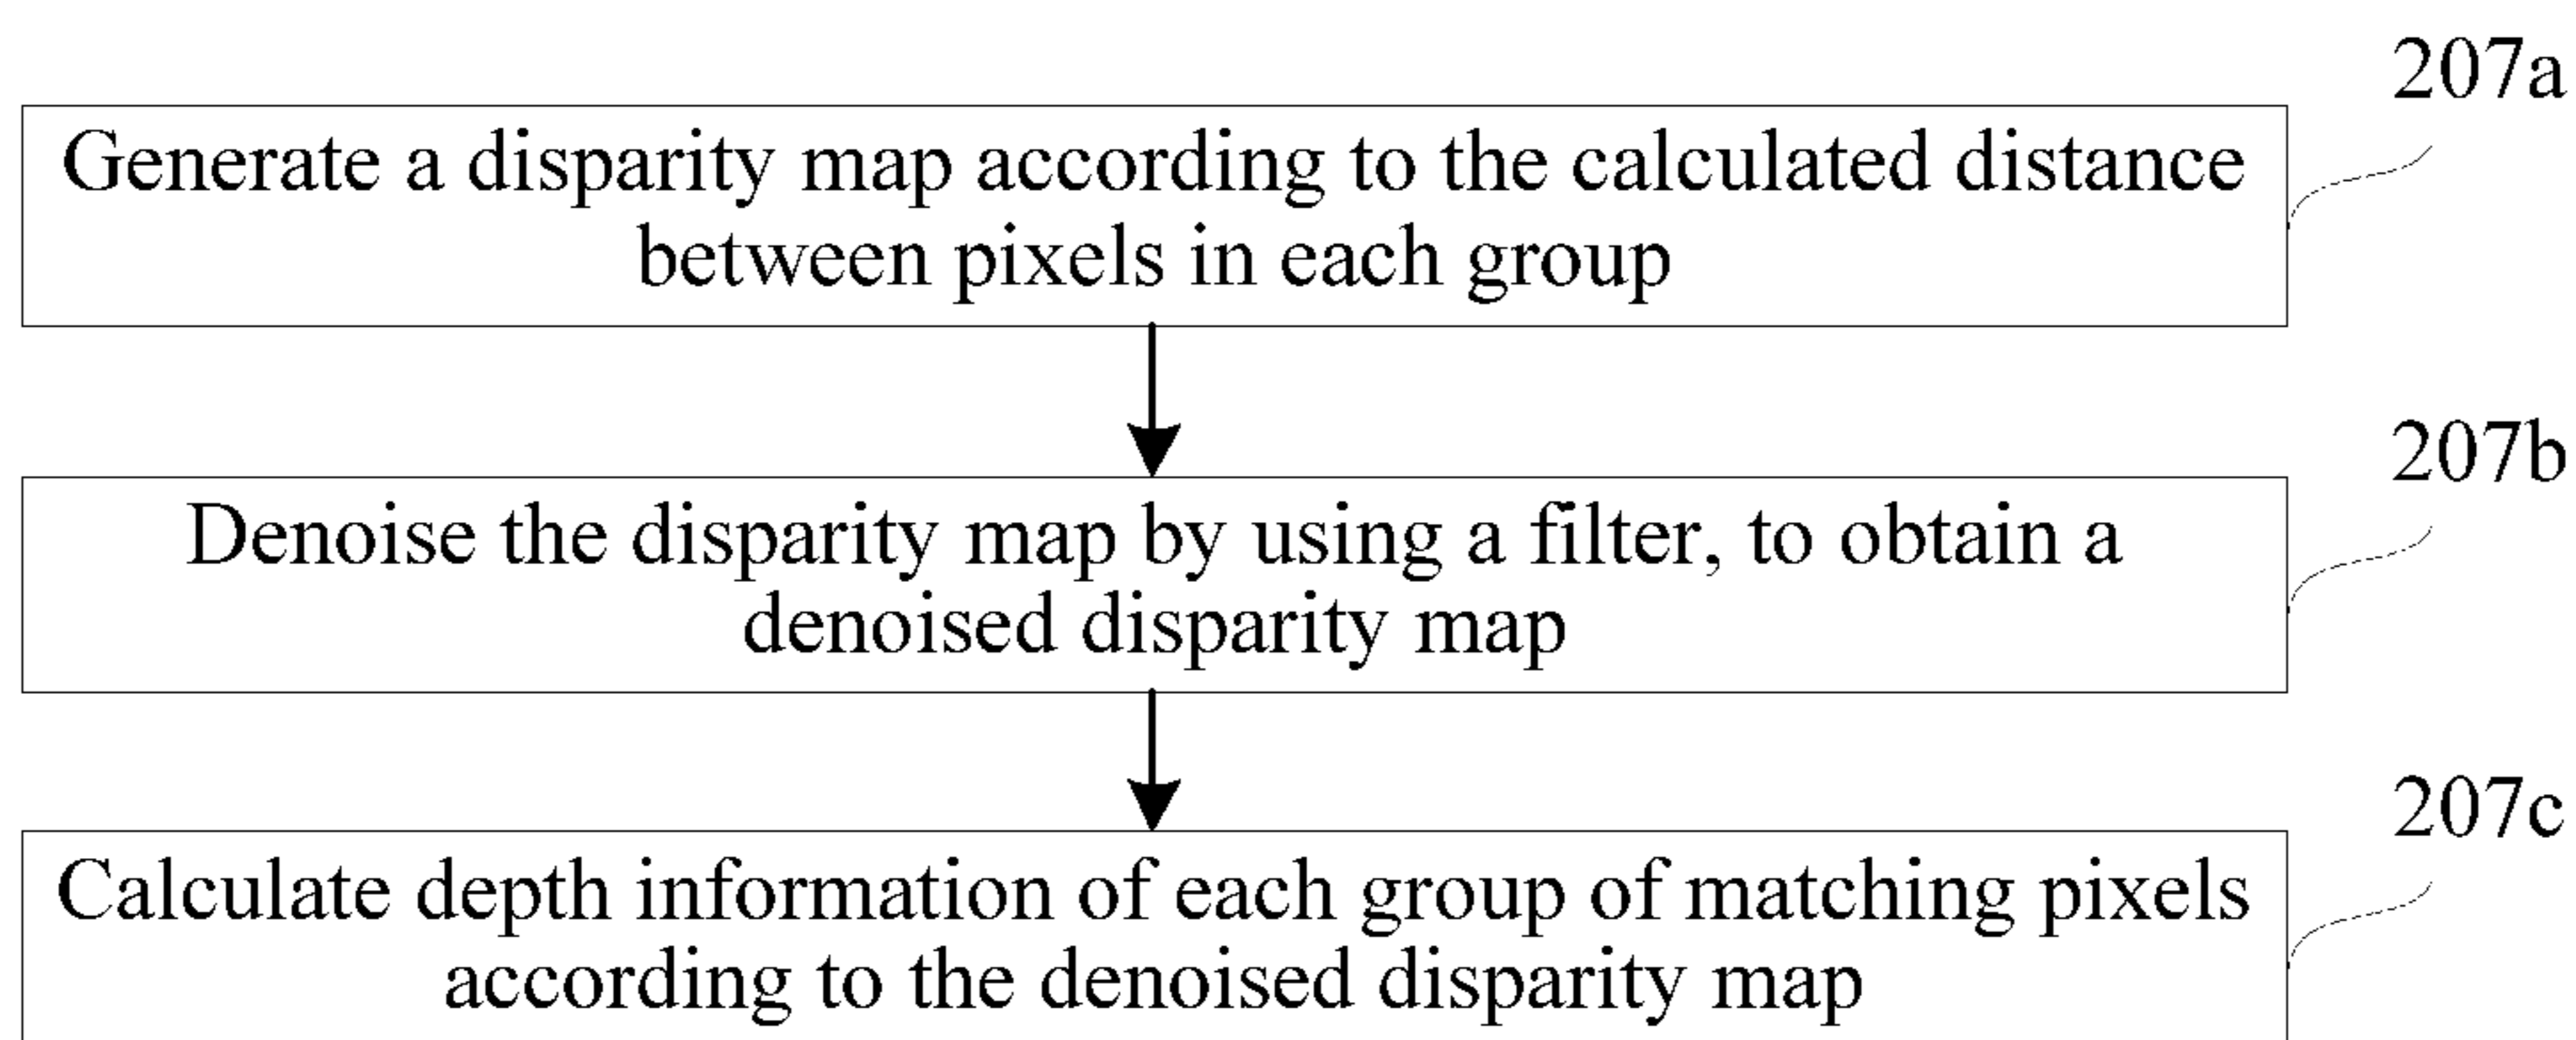 207a
Generate a disparity map according to the calculated distance
between pixels in each group
207b
Denoise the disparity map by using a filter, to obtain a
denoised disparity map
207c
Calculate depth information of each group of matching pixels
according to the denoised disparity map